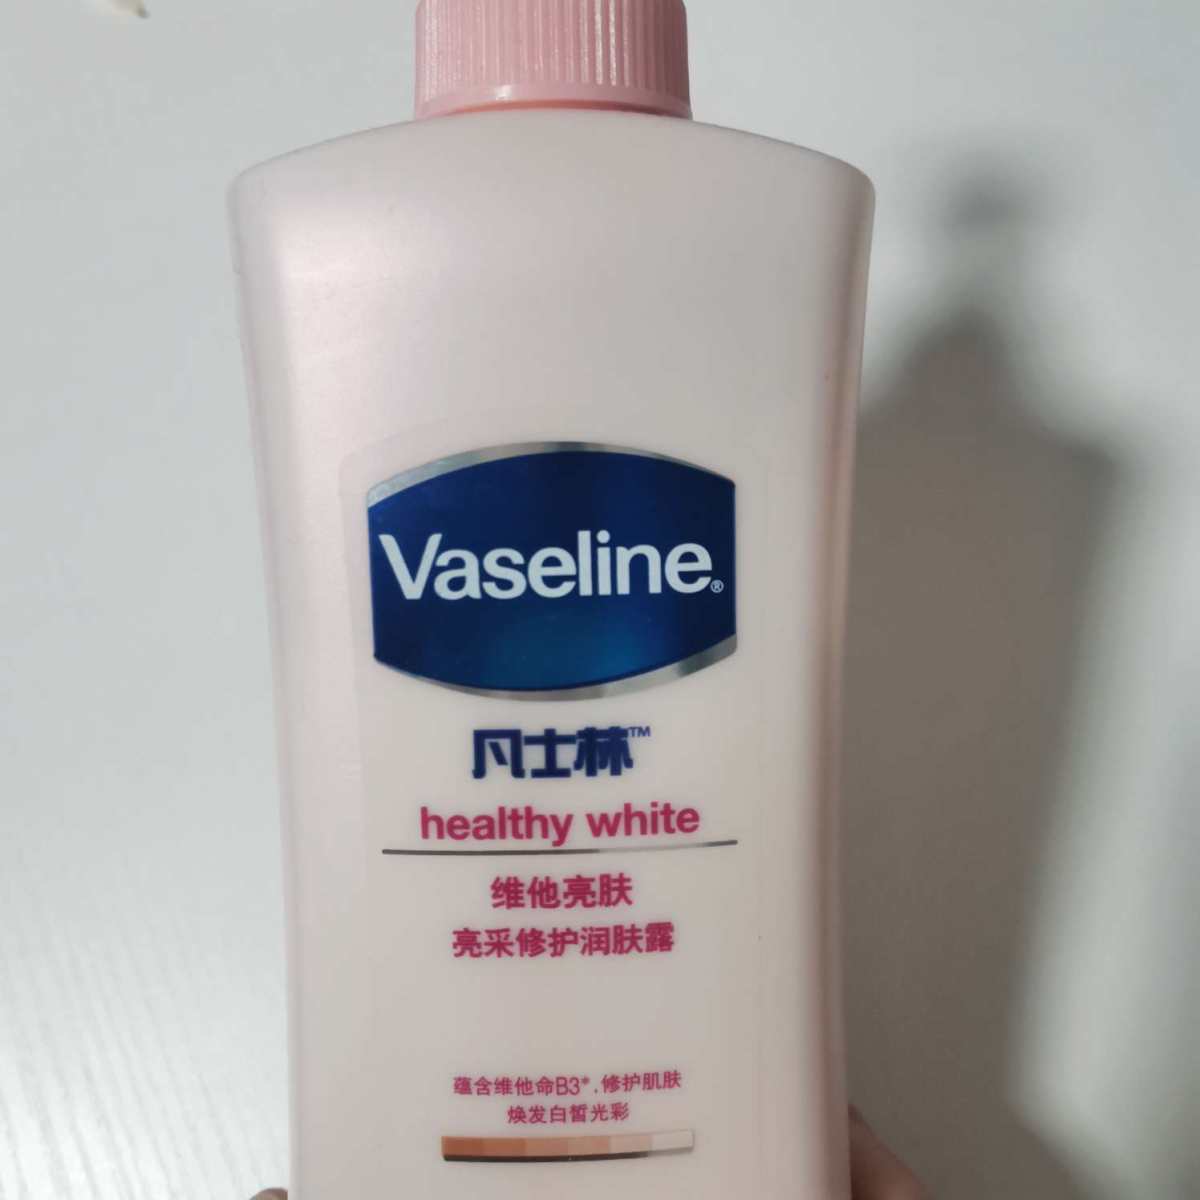 Vaseline®
凡士林™
healthy white
维他亮肤
亮采修护润肤露
蕴含维他命B3*,修护肌肤
焕发白皙光彩